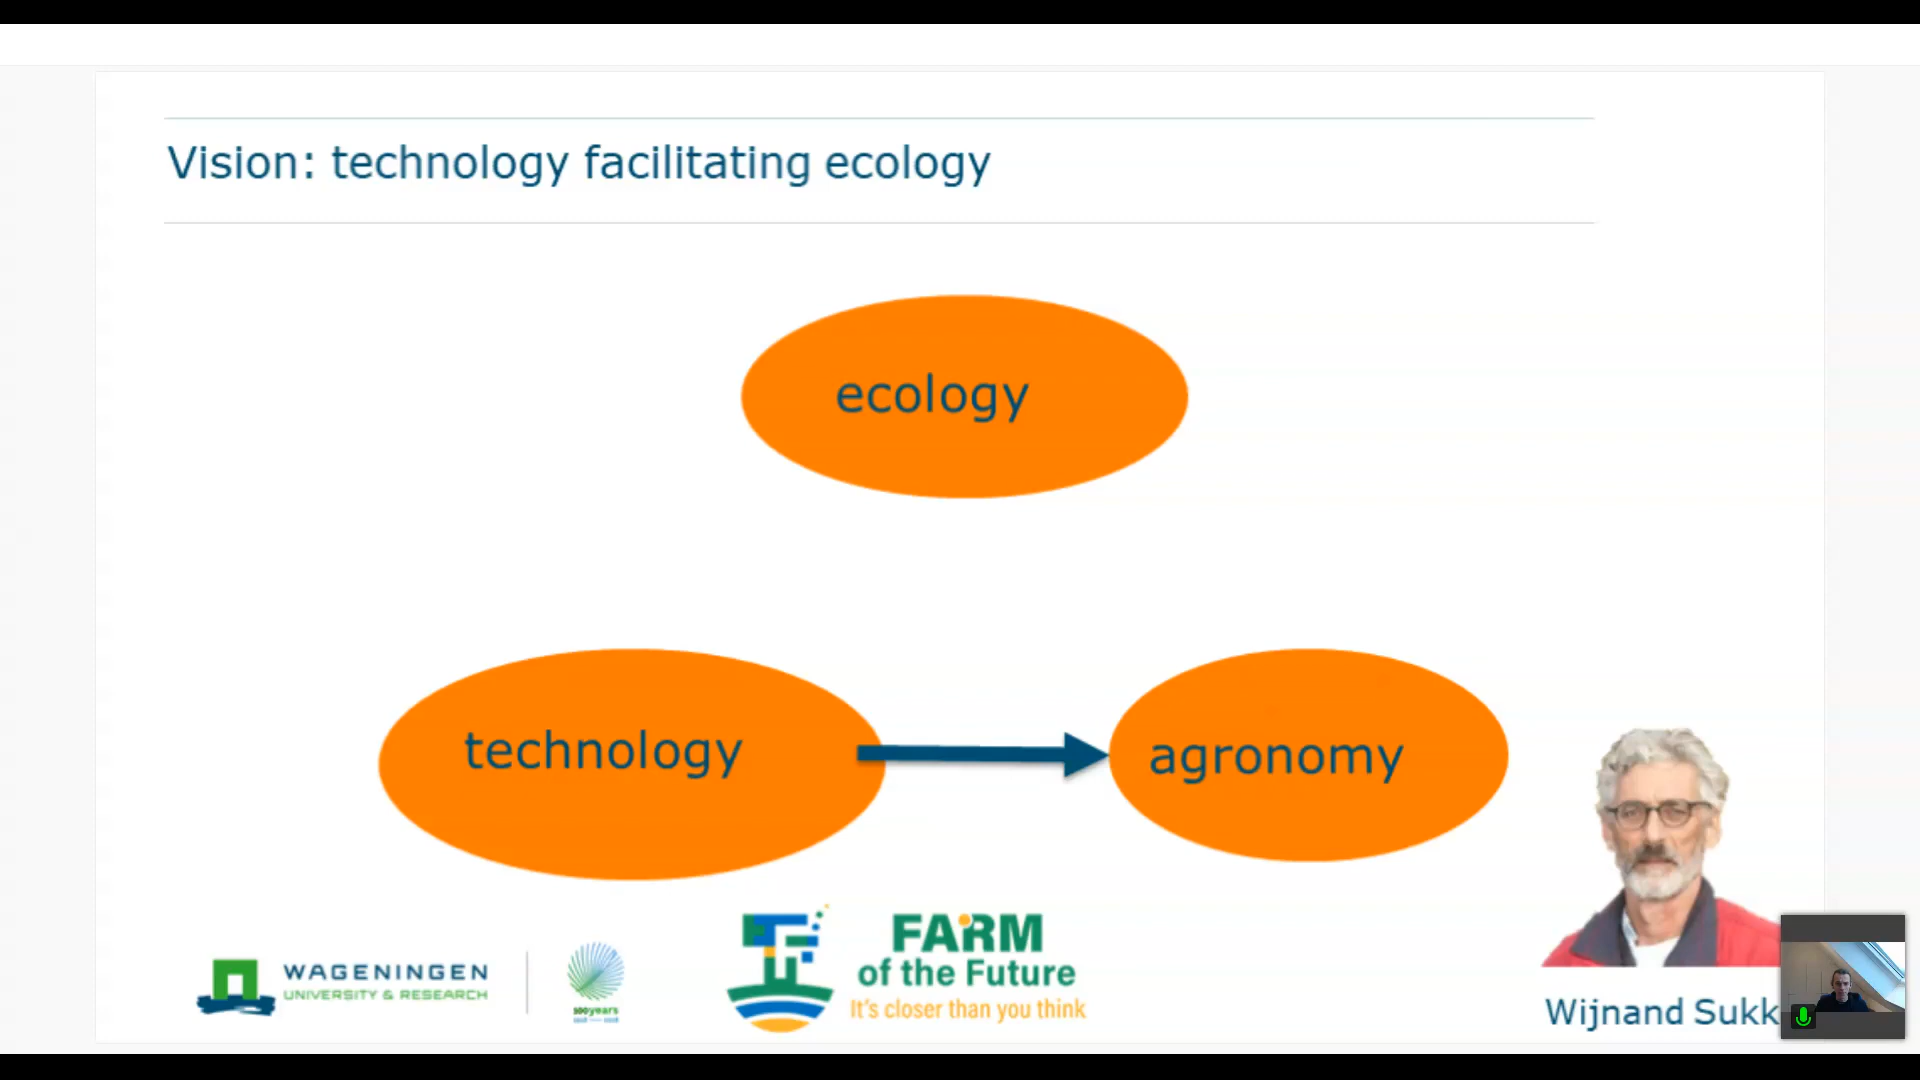 Vision: technology facilitating ecology
ecology
technology
agronomy
WAGENINGEN
UNIVERSITY & RESEARCH
100years
FARM
of the Future
It's closer than you think
Wijnand Sukk